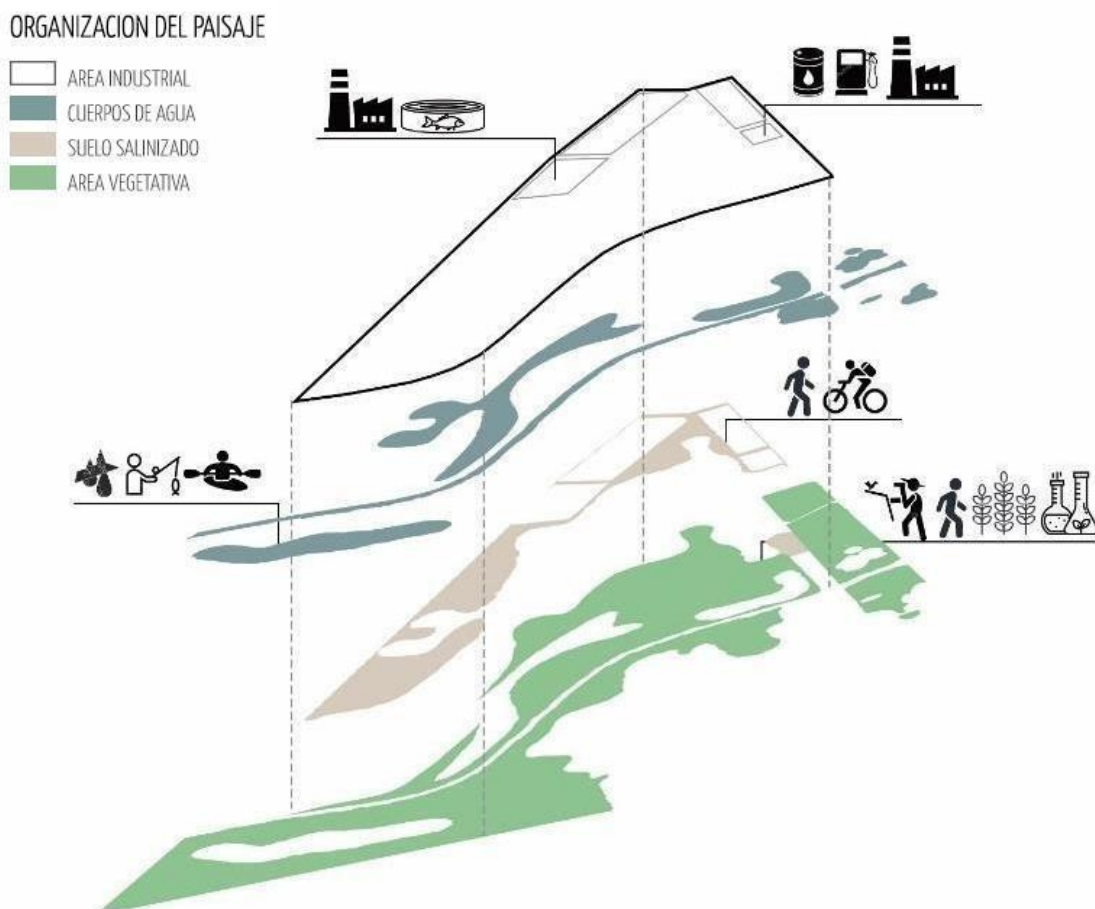 ORGANIZACION DEL PAISAJE
AREA INDUSTRIAL
CUERPOS DE AGUA
SUELO SALINIZADO
AREA VEGETATIVA